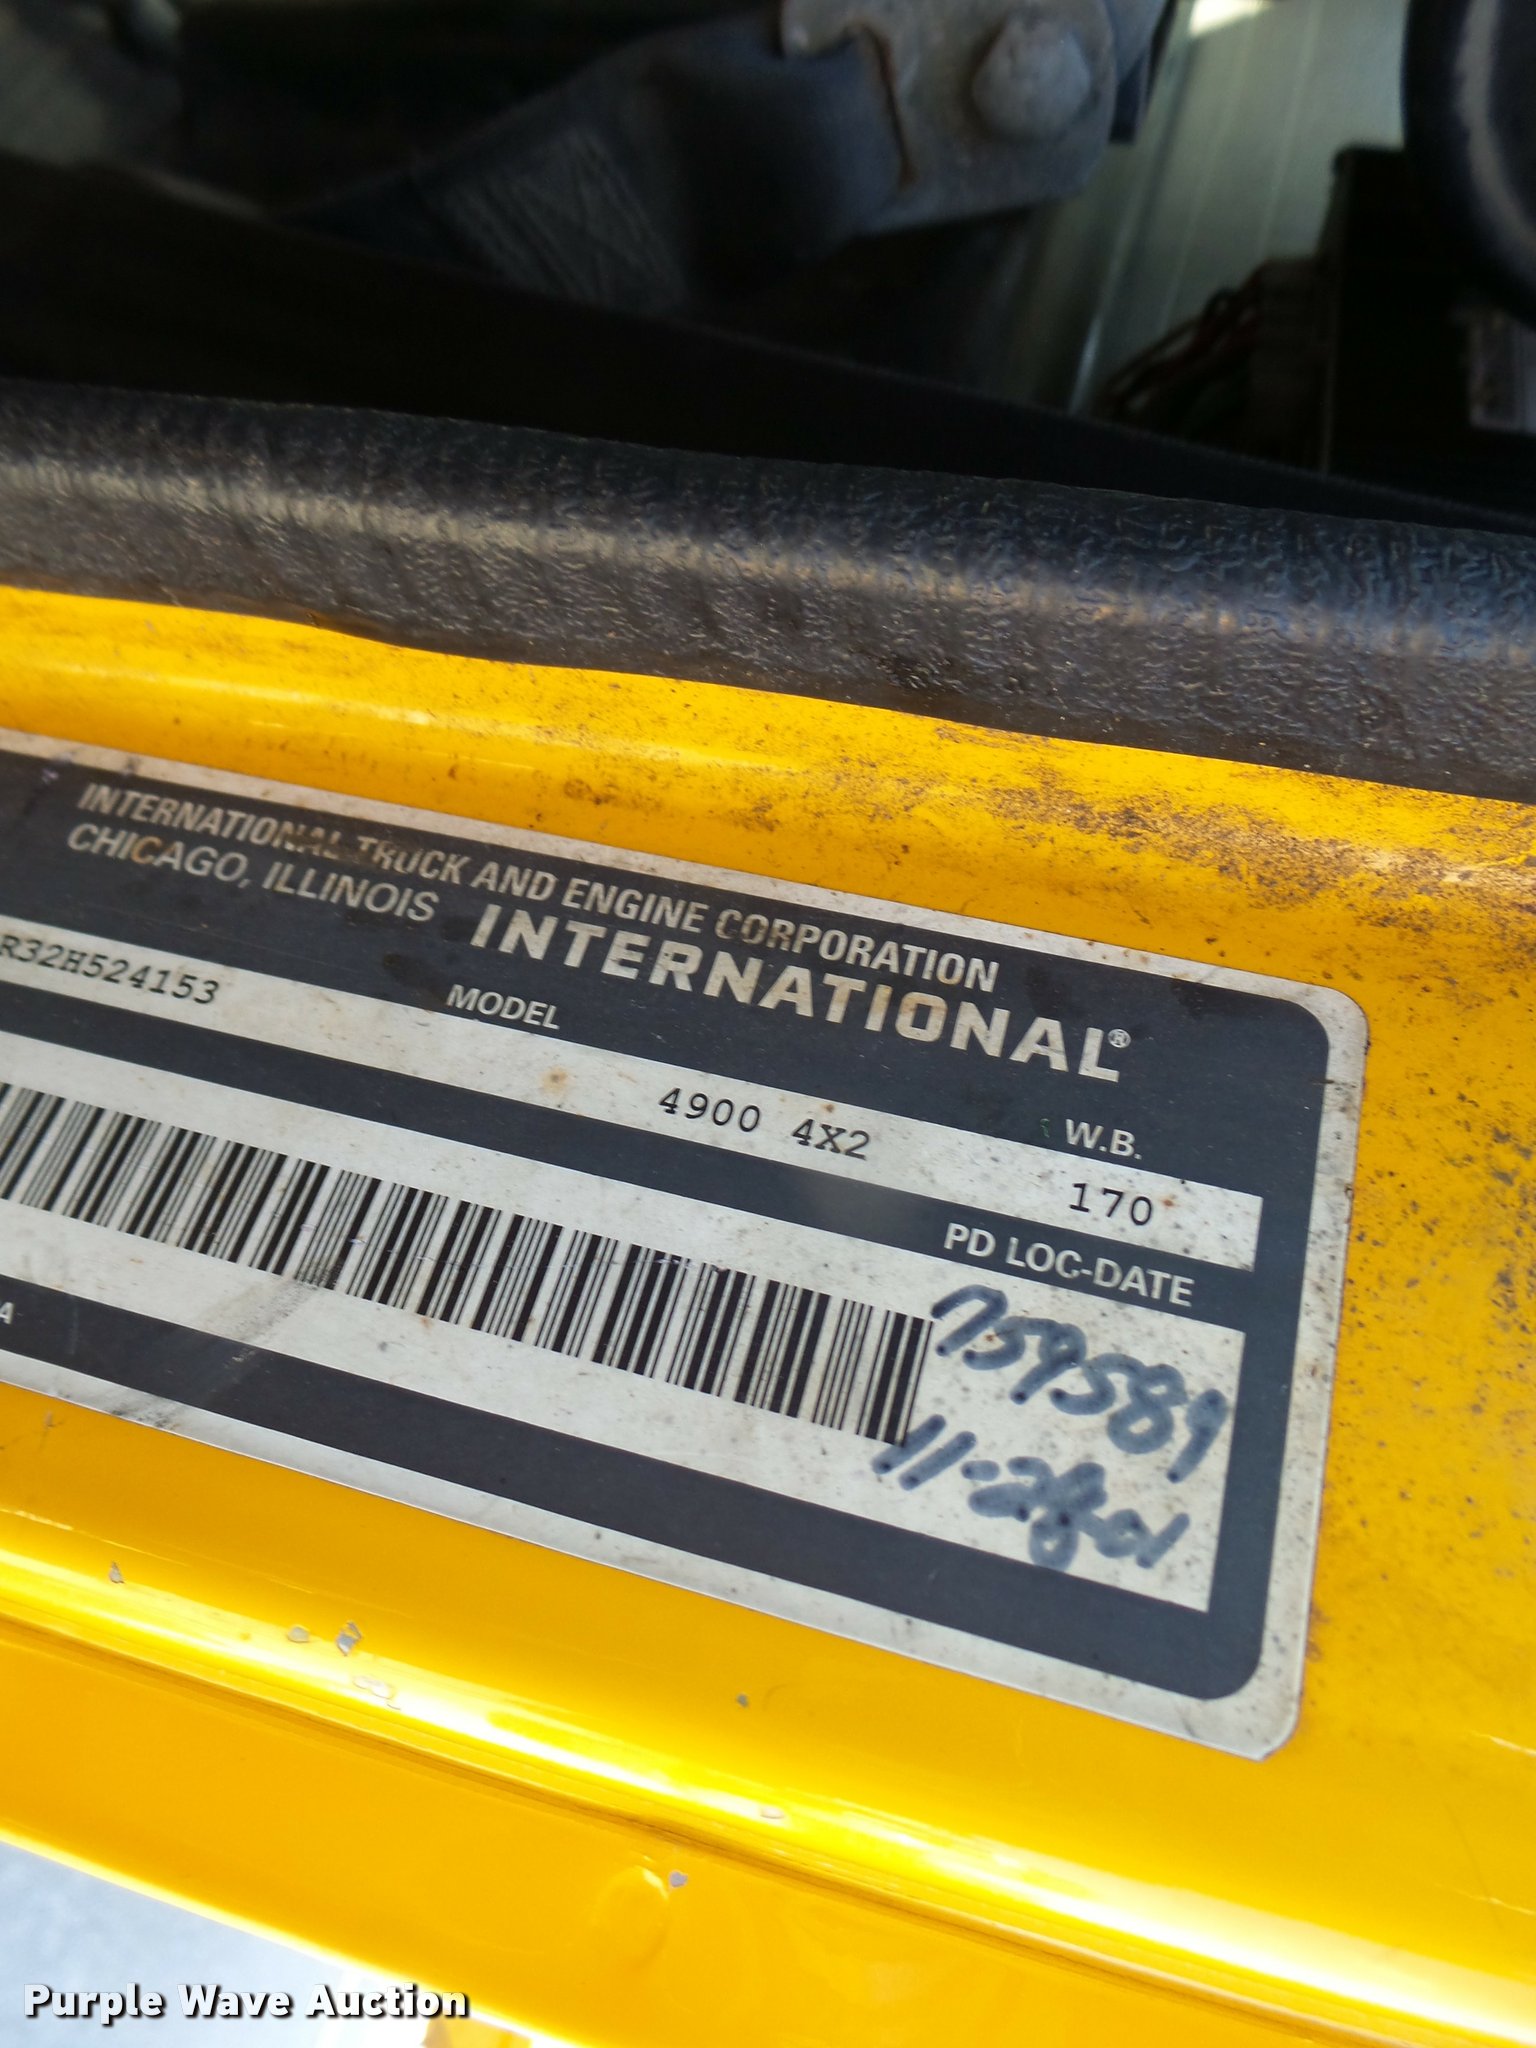 INTERNATIONAL TRUCK AND ENGINE CORPORATION
CHICAGO, ILLINOIS
INTERNATIONAL®
R32H524153
MODEL
4900 4X2
W.B.
170
PD LOC-DATE
759589
11-28-01
A
Purple Wave Auction